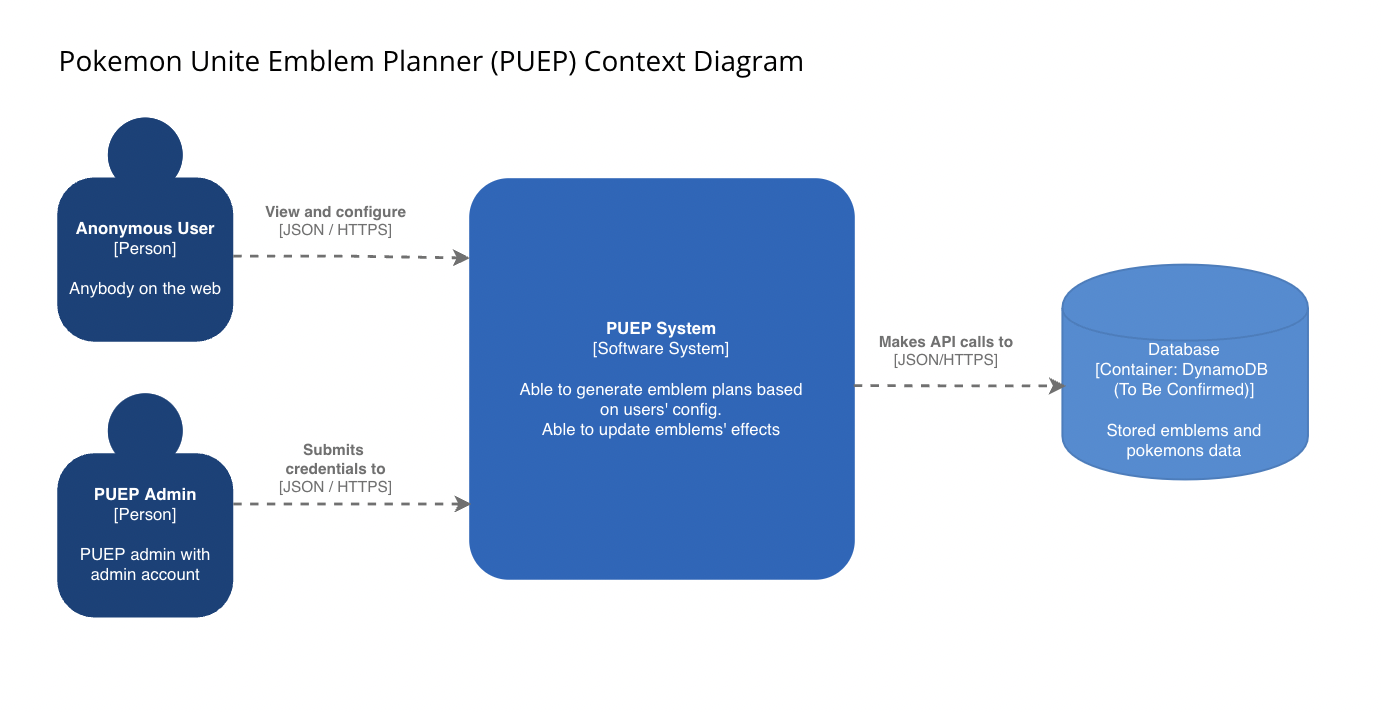 Pokemon Unite Emblem Planner (PUEP) Context Diagram
Anonymous User
[Person]
Anybody on the web
View and configure
[JSON / HTTPS]
PUEP Admin
[Person]
PUEP admin with
admin account
Submits
credentials to
[JSON / HTTPS]
PUEP System
[Software System]
Able to generate emblem plans based
on users' config.
Able to update emblems' effects
Makes API calls to
[JSON/HTTPS]
Database
[Container: DynamoDB
(To Be Confirmed)]
Stored emblems and
pokemons data